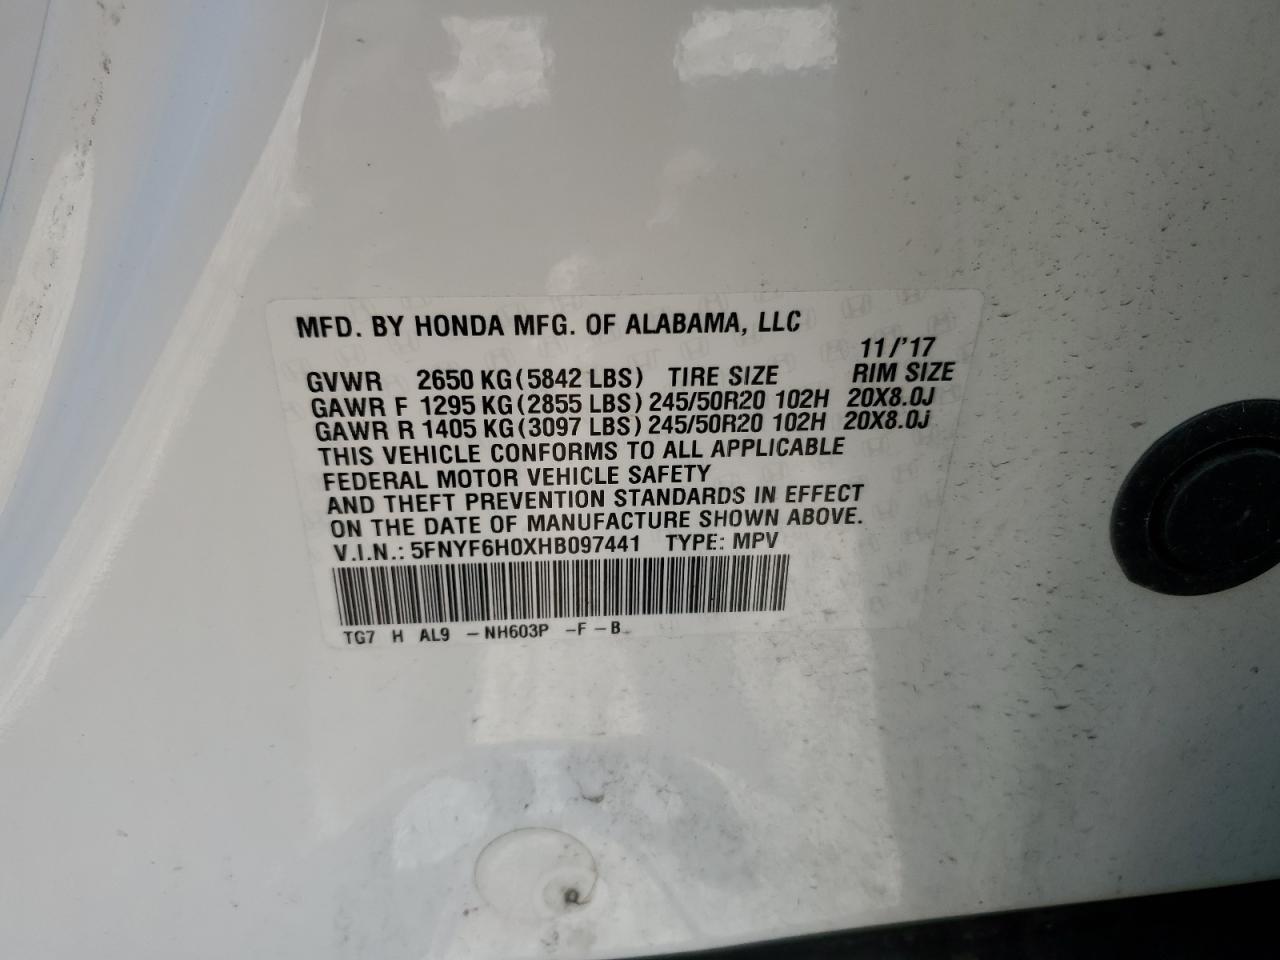 MFD. BY HONDA MFG. OF ALABAMA, LLC
11/'17
GVWR 2650 KG (5842 LBS) TIRE SIZE RIM SIZE
GAWR F 1295 KG (2855 LBS) 245/50R20 102H 20X8.0J
GAWR R 1405 KG (3097 LBS) 245/50R20 102H 20X8.0J
THIS VEHICLE CONFORMS TO ALL APPLICABLE
FEDERAL MOTOR VEHICLE SAFETY
AND THEFT PREVENTION STANDARDS IN EFFECT
ON THE DATE OF MANUFACTURE SHOWN ABOVE.
V.I.N.: 5FNYF6H0XHB097441 TYPE: MPV
TG7 H AL9 -NH603P -F-B